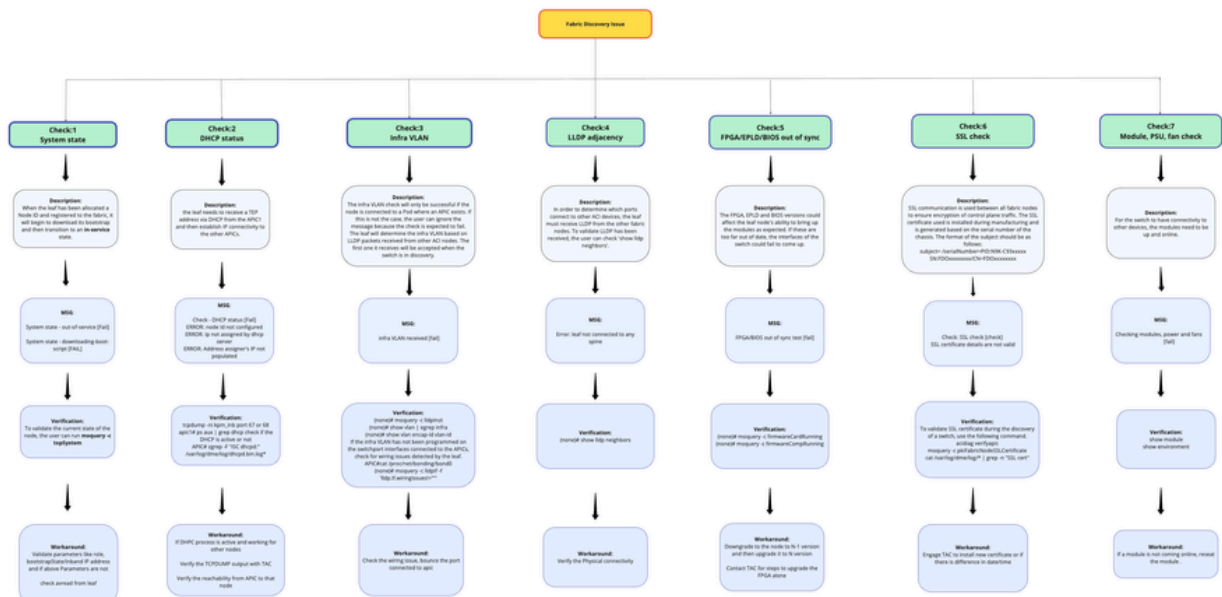 Fabric Discovery Issue
Check:1
System state
Description:
When the leaf has been allocated a
Node ID and registered to the fabric, it
will begin to download its bootstrap
and then transition to an in-service
state.
MSG:
System state - out-of-service [Fail]
System state - downloading boot-
script [FAIL]
Verification:
To validate the current state of the
node, the user can run moquery -c
topSystem
Workaround:
Validate parameters like role,
bootstrapState/Inband IP address
and if above Parameters are not
check avread from leaf
Check:2
DHCP status
Description:
the leaf needs to receive a TEP
address via DHCP from the APIC1
and then establish IP connectivity to
the other APICs.
MSG:
Check - DHCP status [Fail]
ERROR: node Id not configured
ERROR: Ip not assigned by dhcp
server
ERROR: Address assigner's IP not
populated
Verification:
tcpdump -ni kpm_inb port 67 or 68
apic1# ps aux | grep dhcp check if the
DHCP is active or not
APIC# zgrep -F "ISC dhcpd:"
/var/log/dme/log/dhcpd.bin.log*
Workaround:
If DHPC process is active and working for
other nodes
Verify the TCPDUMP output with TAC
Verify the reachability from APIC to that
node
Check:3
Infra VLAN
Description:
The infra VLAN check will only be successful if the
node is connected to a Pod where an APIC exists. If
this is not the case, the user can ignore the
message because the check is expected to fail.
The leaf will determine the infra VLAN based on
LLDP packets received from other ACI nodes. The
first one it receives will be accepted when the
switch is in discovery.
MSG:
infra VLAN received [fail]
Verfication:
(none)# moquery -c lldpInst
(none)# show vlan | egrep infra
(none)# show vlan encap-id vlan-id
If the infra VLAN has not been programmed on
the switchport interfaces connected to the APICs,
check for wiring issues detected by the leaf.
APIC#cat /proc/net/bonding/bond0
(none)# moquery -c lldpIf -f
'lldp.If.wiringIssues!=""'
Workaround:
Check the wiring issue, bounce the port
connected to apic
Check:4
LLDP adjacency
Description:
In order to determine which ports
connect to other ACI devices, the leaf
must receive LLDP from the other fabric
nodes. To validate LLDP has been
received, the user can check 'show lldp
neighbors'.
MSG:
Error: leaf not connected to any
spine
Verification:
(none)# show lldp neighbors
Workaround:
Verify the Physical connectivity
Check:5
FPGA/EPLD/BIOS out of sync
Description:
The FPGA, EPLD and BIOS versions could
affect the leaf node's ability to bring up
the modules as expected. If these are
too far out of date, the interfaces of the
switch could fail to come up.
MSG:
FPGA/BIOS out of sync test [fail]
Verification:
(none)# moquery -c firmwareCardRunning
(none)# moquery -c firmwareCompRunning
Workaround:
Downgrade to the node to N-1 version
and then upgrade it to N version
Contact TAC for steps to upgrade the
FPGA alone
Check:6
SSL check
Description:
SSL communication is used between all fabric nodes
to ensure encryption of control plane traffic. The SSL
certificate used is installed during manufacturing and
is generated based on the serial number of the
chassis. The format of the subject should be as
follows:
subject= /serialNumber=PID:N9K-C93xxxxx
MSG:
Check: SSL check [check]
SSL certificate details are not valid
Verification:
To validate SSL certificate during the discovery
of a switch, use the following command.
acidiag verifyapic
moquery -c pkiFabricNodeSSLCertificate
cat /var/log/dme/log/* | grep -n "SSL cert"
Workaround:
Engage TAC to install new certificate or if
there is difference in date/time
Check:7
Module, PSU, fan check
Description:
For the switch to have connectivity to
other devices, the modules need to be
up and online.
MSG:
Checking modules, power and fans
[fail]
Verification:
show module
show environment
Workaround:
If a module is not coming online, reseat
the module .